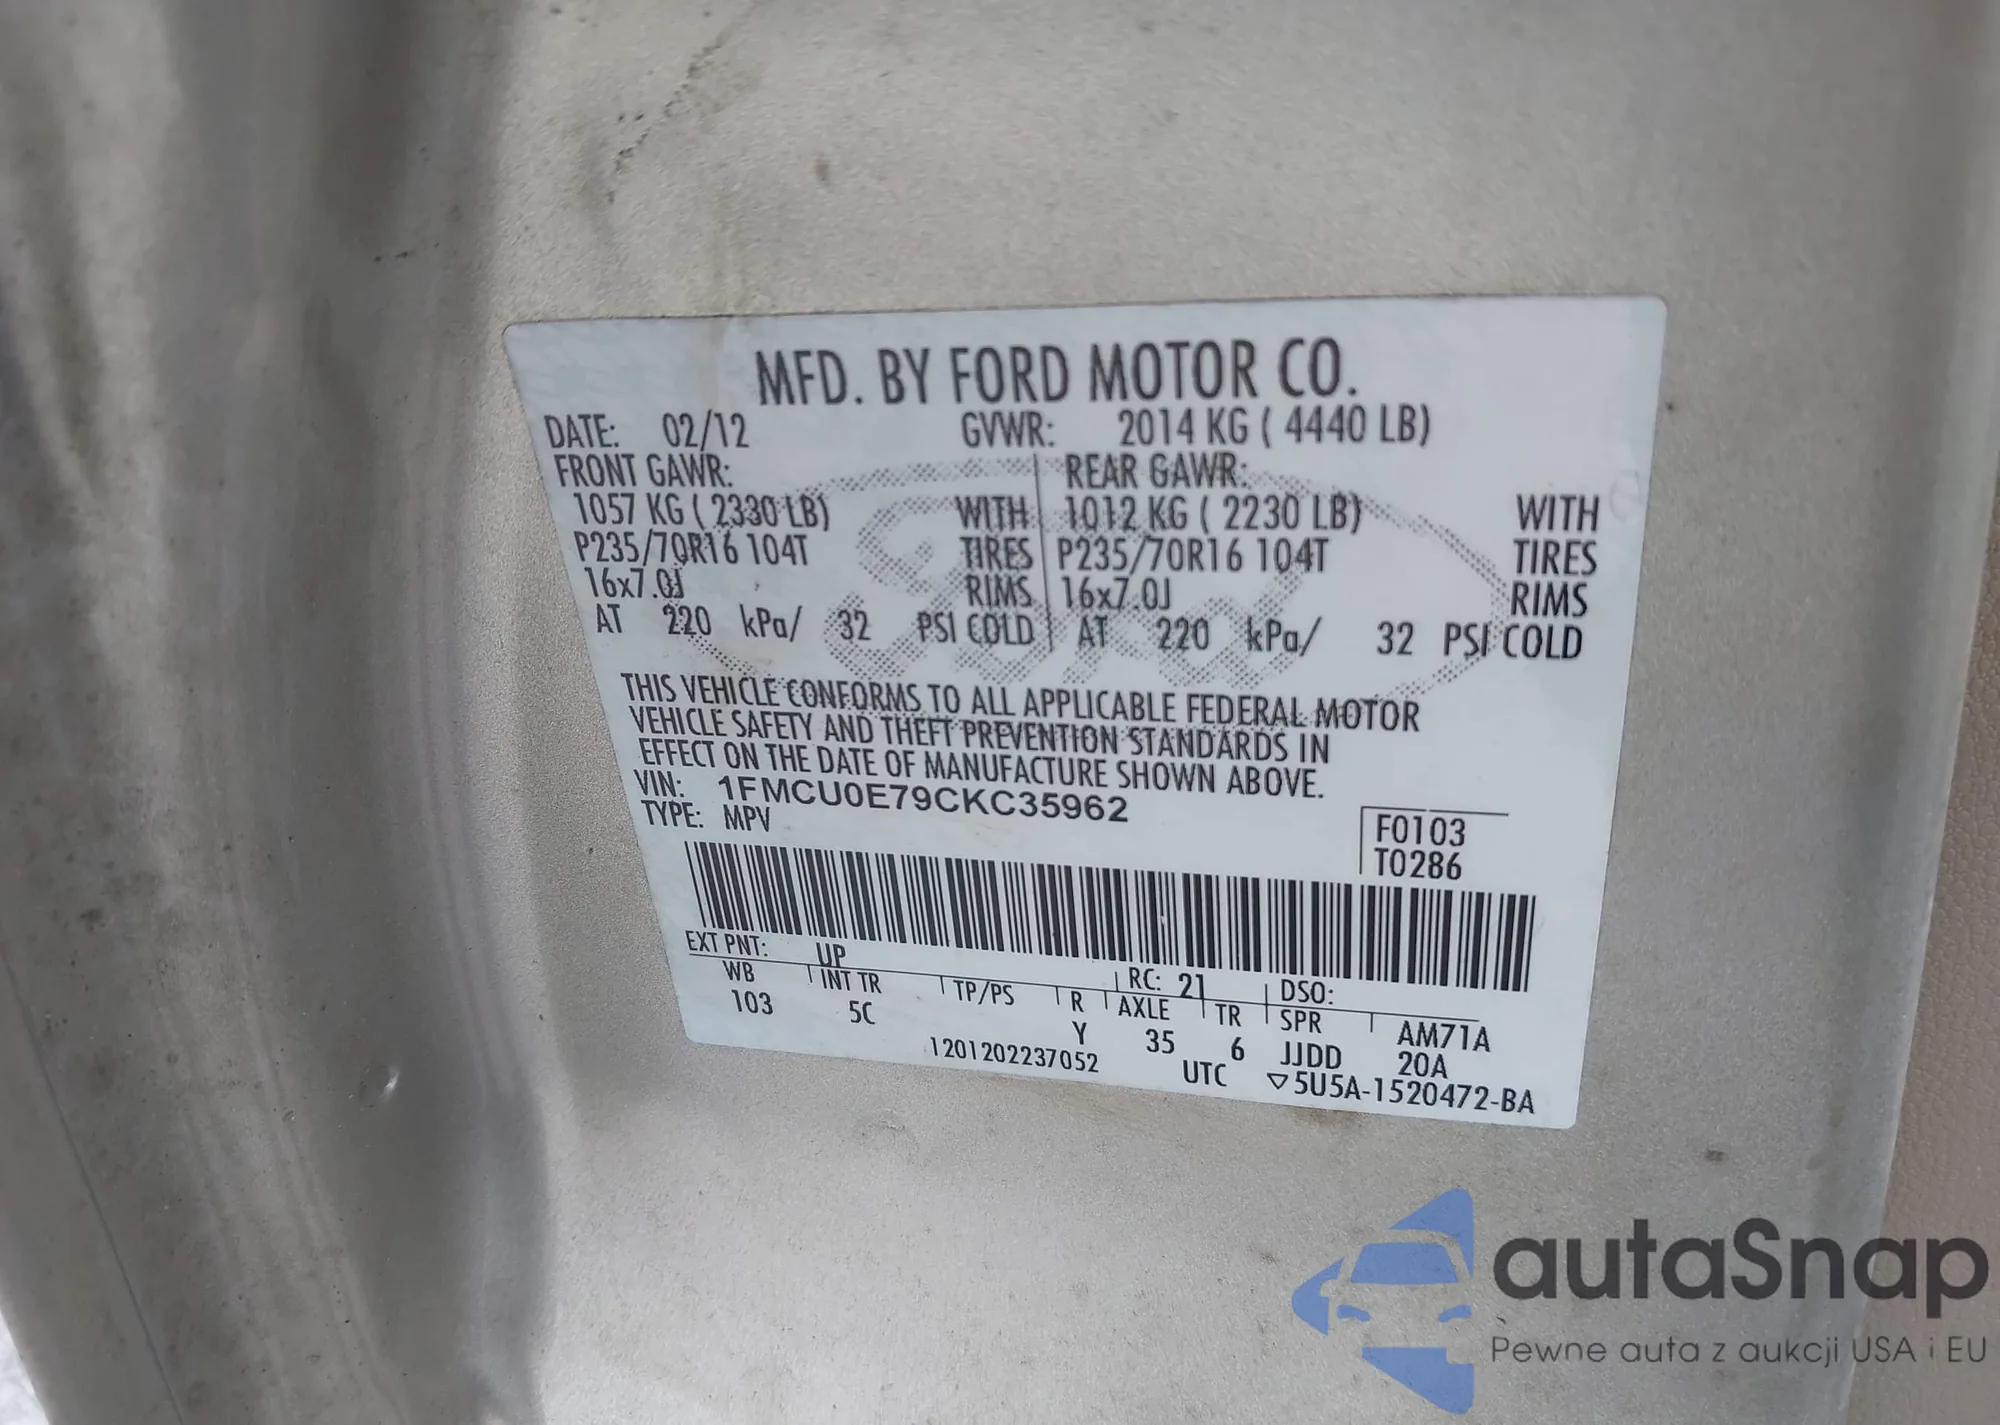 MFD. BY FORD MOTOR CO.
DATE: 02/12 GVWR: 2014 KG ( 4440 LB)
FRONT GAWR: REAR GAWR:
1057 KG ( 2330 LB) WITH 1012 KG ( 2230 LB) WITH
P235/70R16 104T TIRES P235/70R16 104T TIRES
16x7.0J RIMS 16x7.0J RIMS
AT 220 kPa/ 32 PSI COLD AT 220 kPa/ 32 PSI COLD
THIS VEHICLE CONFORMS TO ALL APPLICABLE FEDERAL MOTOR
VEHICLE SAFETY AND THEFT PREVENTION STANDARDS IN
EFFECT ON THE DATE OF MANUFACTURE SHOWN ABOVE.
VIN: 1FMCU0E79CKC35962
TYPE: MPV
F0103
T0286
EXT PNT: UP RC: 21 DSO:
WB INT TR TP/PS R AXLE TR SPR AM71A
103 5C Y 35 6 JJDD 20A
1201202237052 UTC ▽5U5A-1520472-BA
autaSnap
Pewne auta z aukcji USA i EU